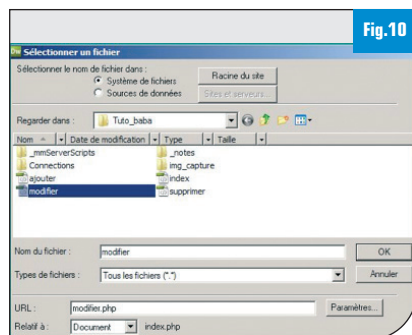 Fig.10
Sélectionner un fichier
Sélectionner le nom de fichier dans :
Système de fichiers
Racine du site
Sources de données
Sites et serveurs...
Regarder dans :
Tuto_baba
Nom
Date de modification
Type
Taille
_mmServerScripts
_notes
Connections
img_capture
ajouter
index
modifier
supprimer
Nom du fichier :
modifier
OK
Types de fichiers :
Tous les fichiers (*.*)
Annuler
URL :
modifier.php
Paramètres...
Relatif à :
Document
index.php